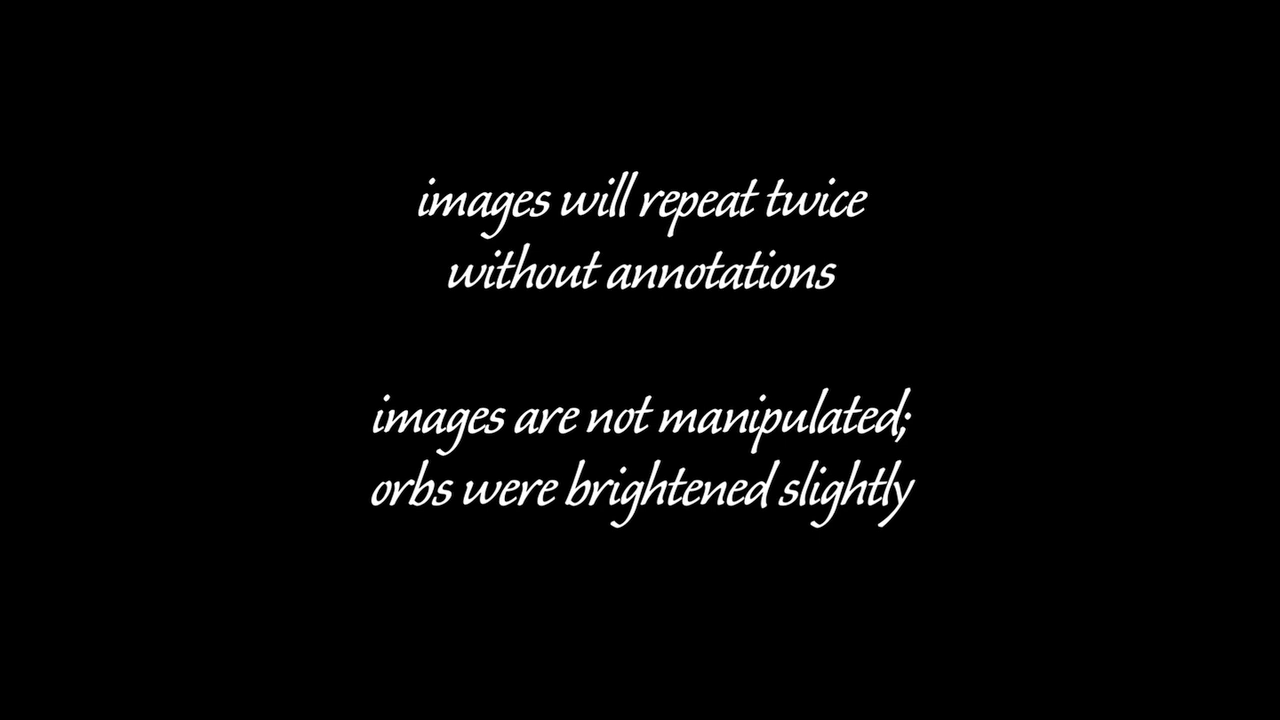 images will repeat twice
without annotations
images are not manipulated;
orbs were brightened slightly